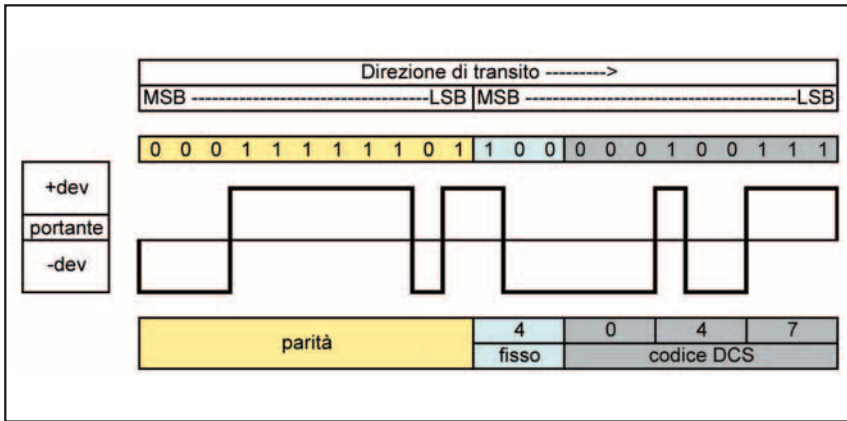 Direzione di transito --------->
MSB -----------------------------------LSB MSB -----------------------------------------LSB
0 0 0 1 1 1 1 1 1 0 1 1 0 0 0 0 0 1 0 0 1 1 1
+dev
portante
-dev
parità 4 0 4 7
fisso codice DCS